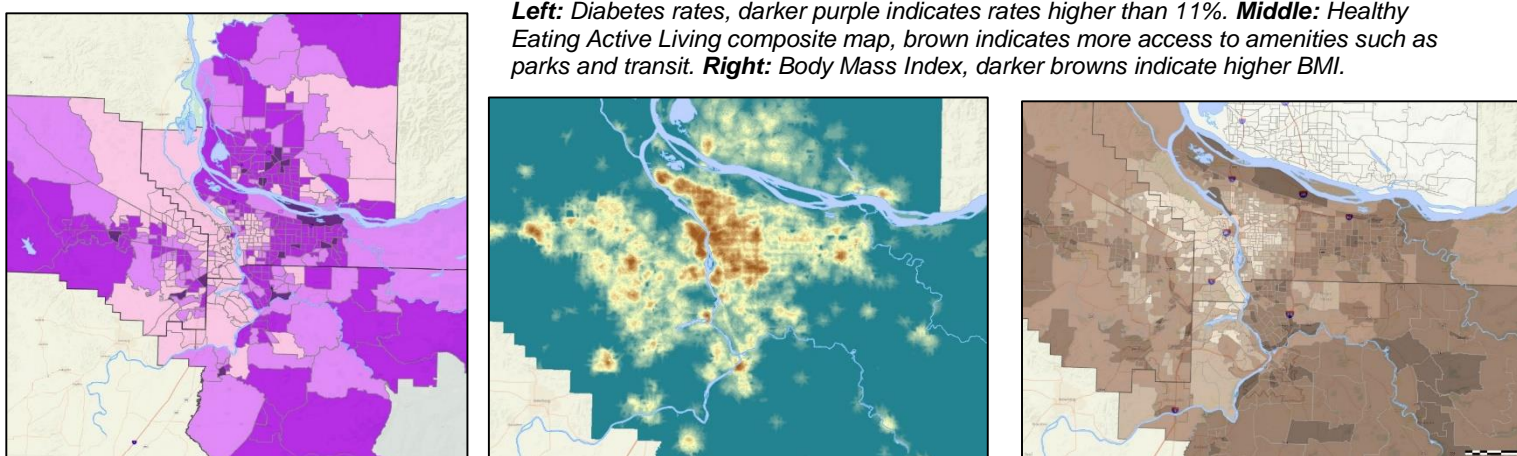 Left: Diabetes rates, darker purple indicates rates higher than 11%. Middle: Healthy
Eating Active Living composite map, brown indicates more access to amenities such as
parks and transit. Right: Body Mass Index, darker browns indicate higher BMI.